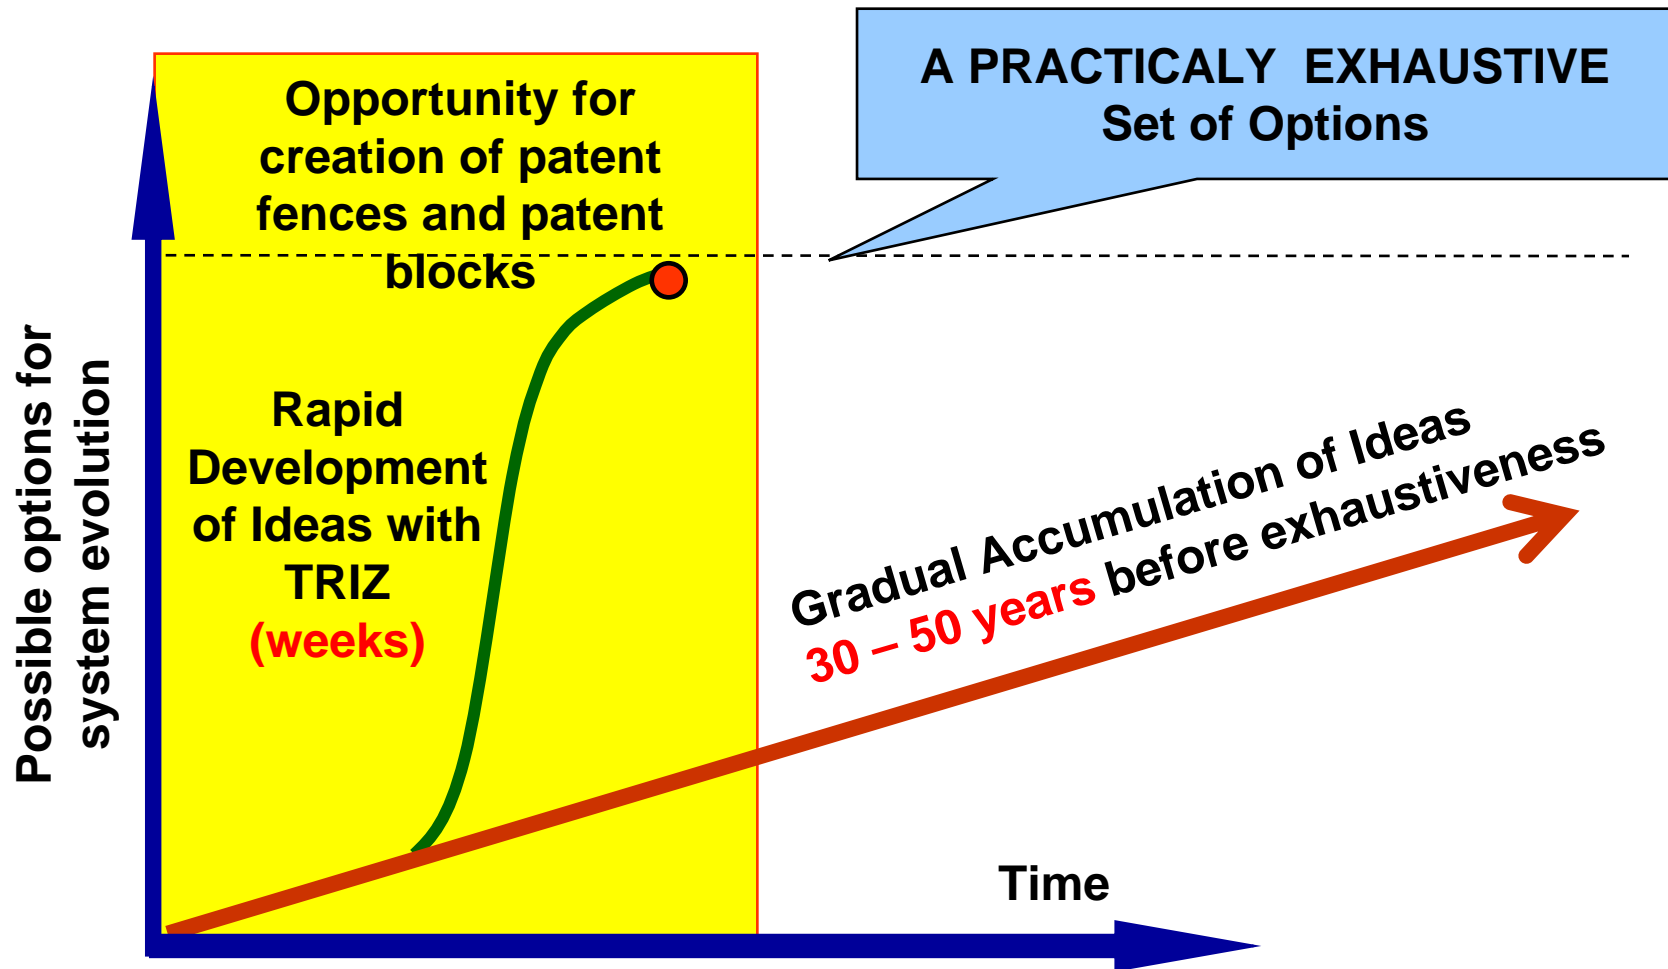 A PRACTICALY EXHAUSTIVE
Set of Options
Opportunity for
creation of patent
fences and patent
blocks
Rapid
Development
of Ideas with
TRIZ
(weeks)
Possible options for
system evolution
Gradual Accumulation of Ideas
30 – 50 years before exhaustiveness
Time